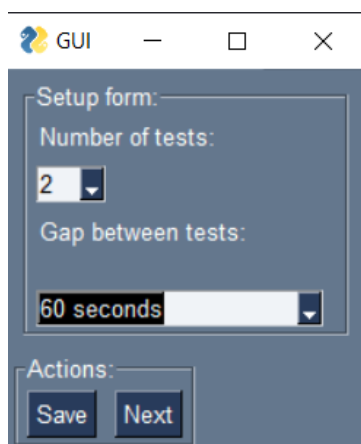 GUI
Setup form:
Number of tests:
2
Gap between tests:
60 seconds
Actions:
Save Next